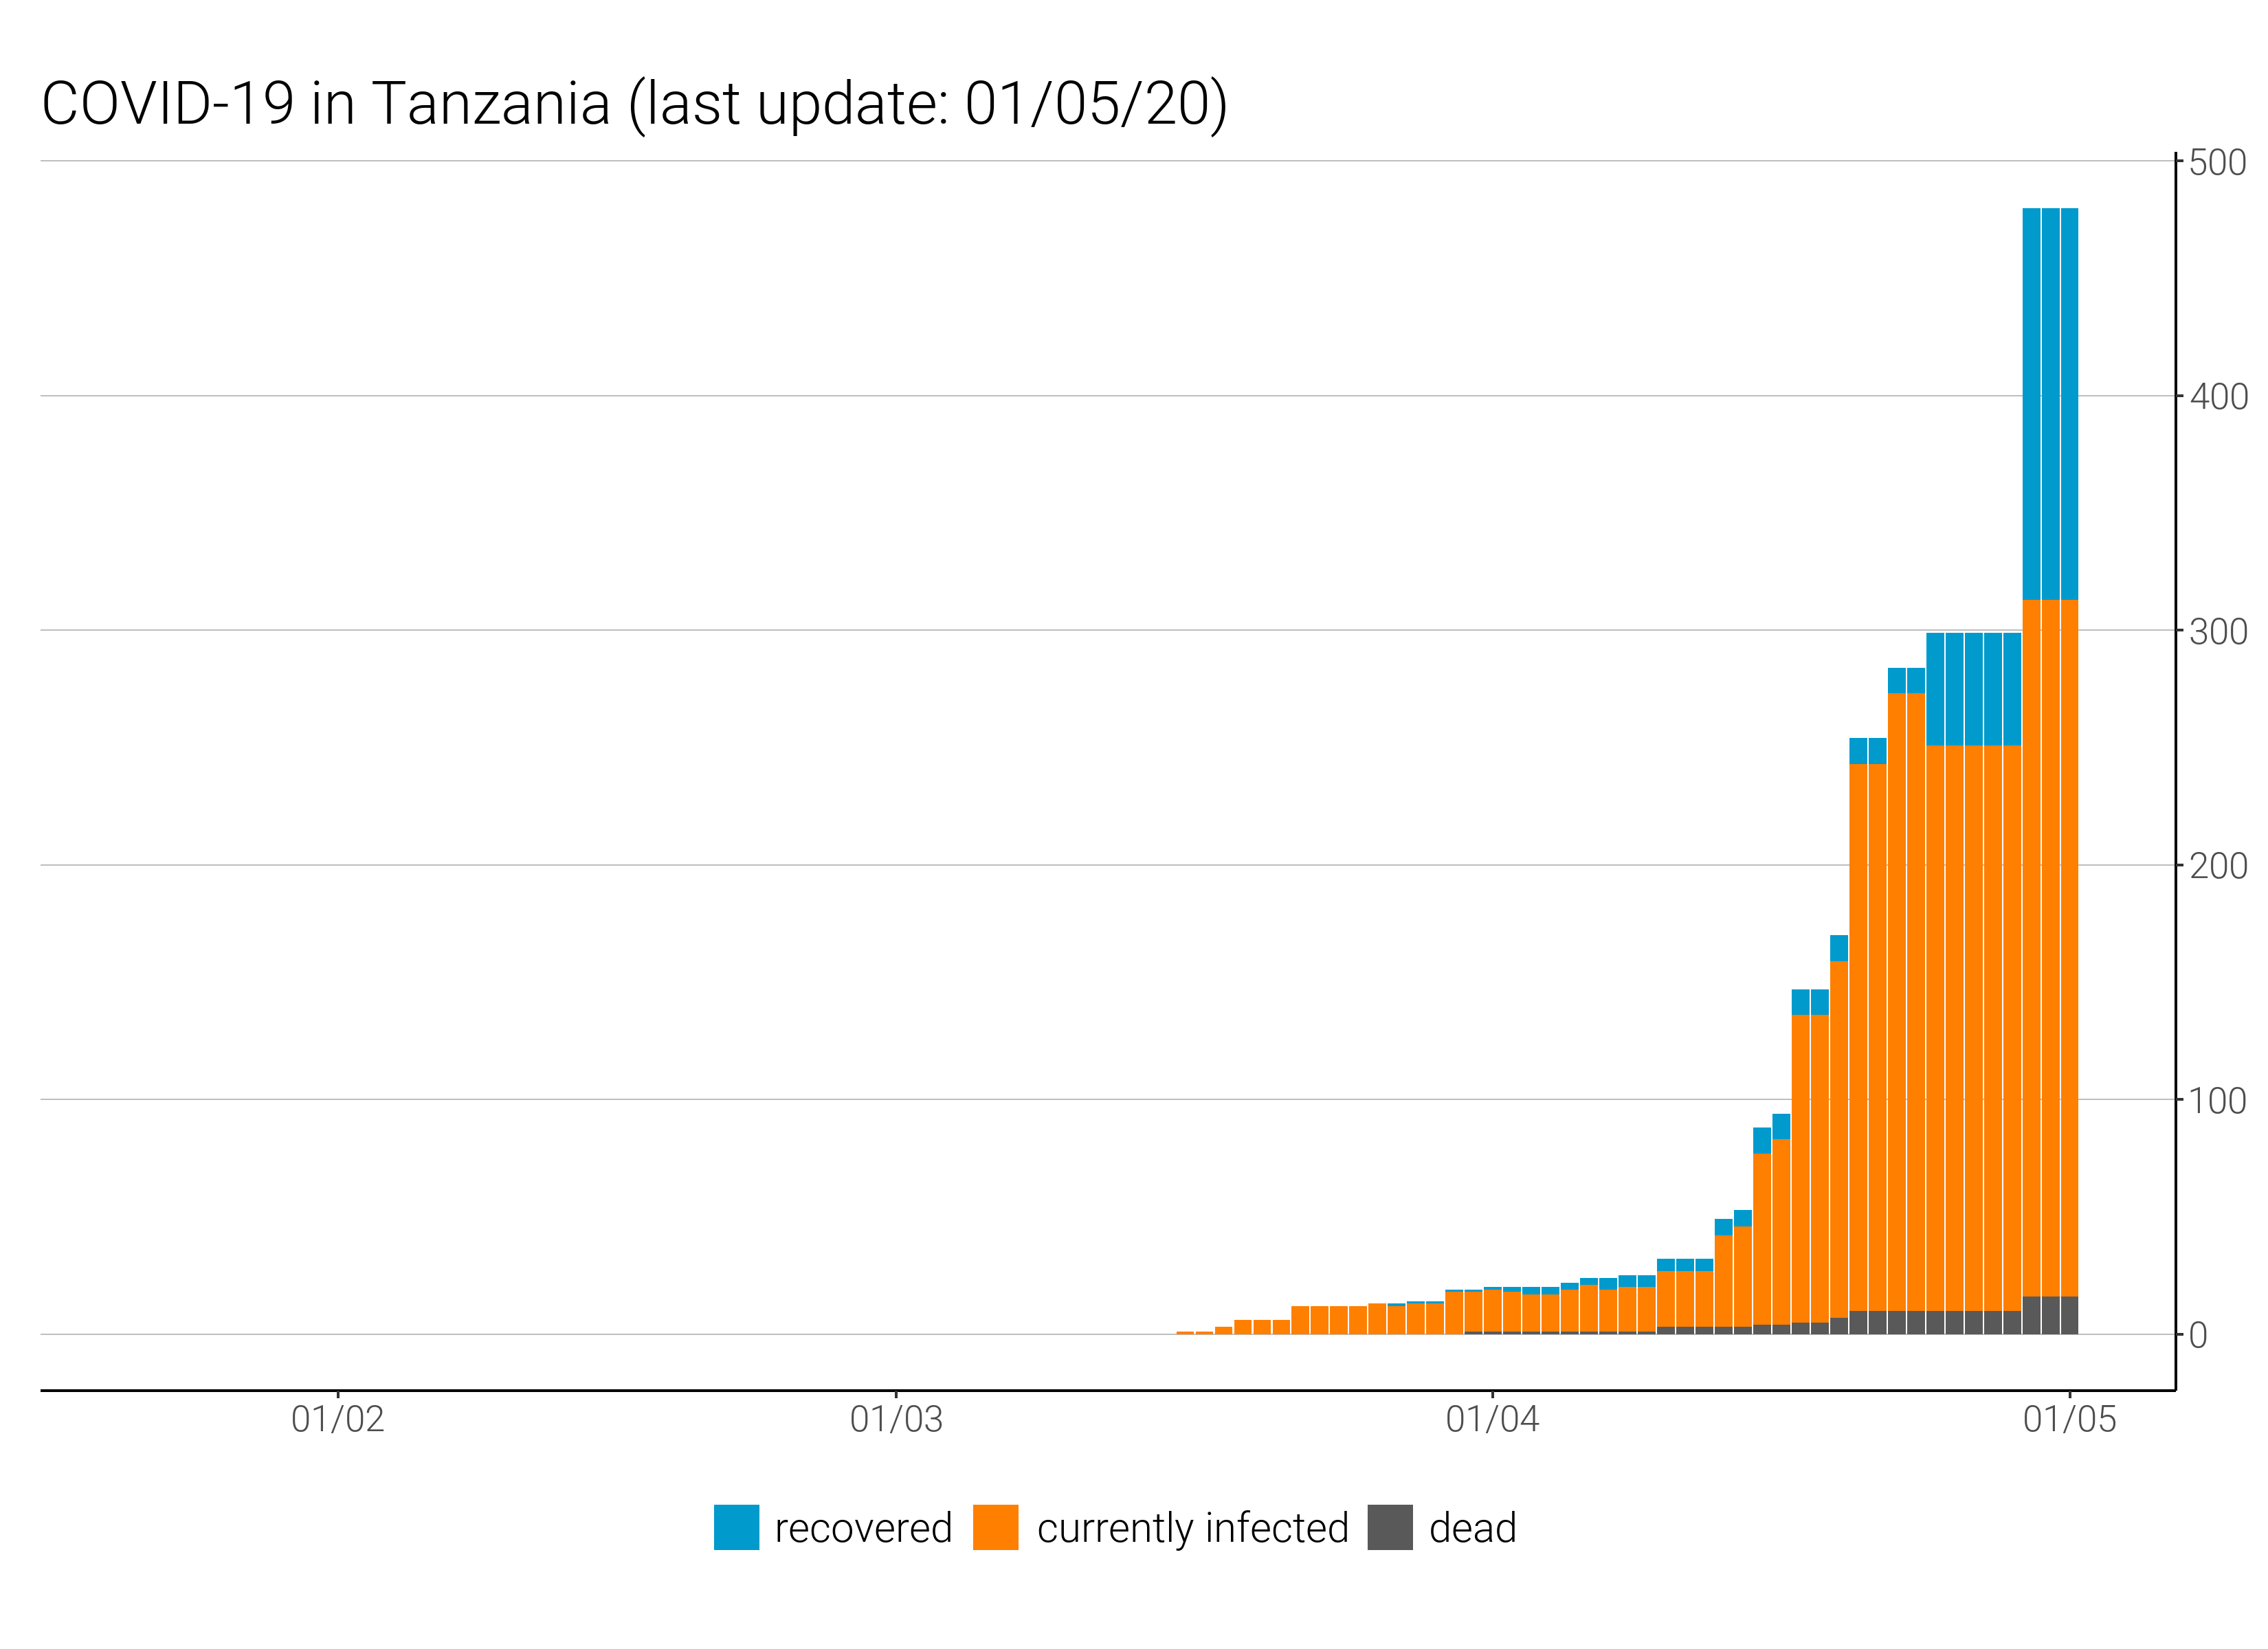 COVID-19 in Tanzania (last update: 01/05/20)
500
400
300
200
100
0
01/02 01/03 01/04 01/05
recovered currently infected dead